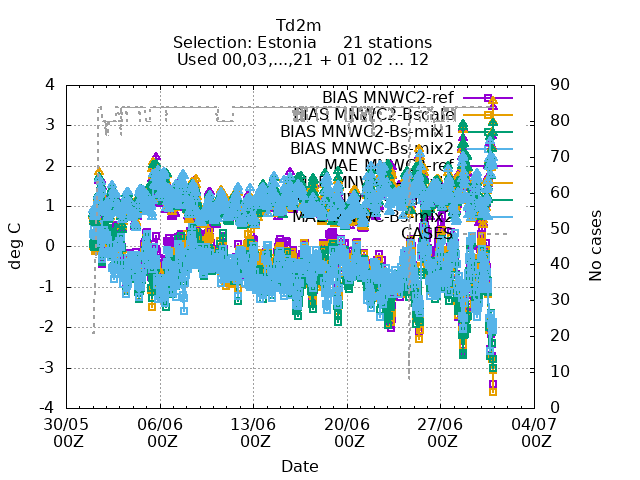 Td2m
Selection: Estonia 21 stations
Used 00,03,...,21 + 01 02 ... 12
4
3
2
1
0
-1
-2
-3
-4
deg C
90
80
70
60
50
40
30
20
10
0
No cases
BIAS MNWC2-ref
BIAS MNWC2-Bscale
BIAS MNWC2-Bs-mix1
BIAS MNWC-Bs-mix2
MAE MNWC2-ref
CASES
30/05 06/06 13/06 20/06 27/06 04/07
00Z 00Z 00Z 00Z 00Z 00Z
Date